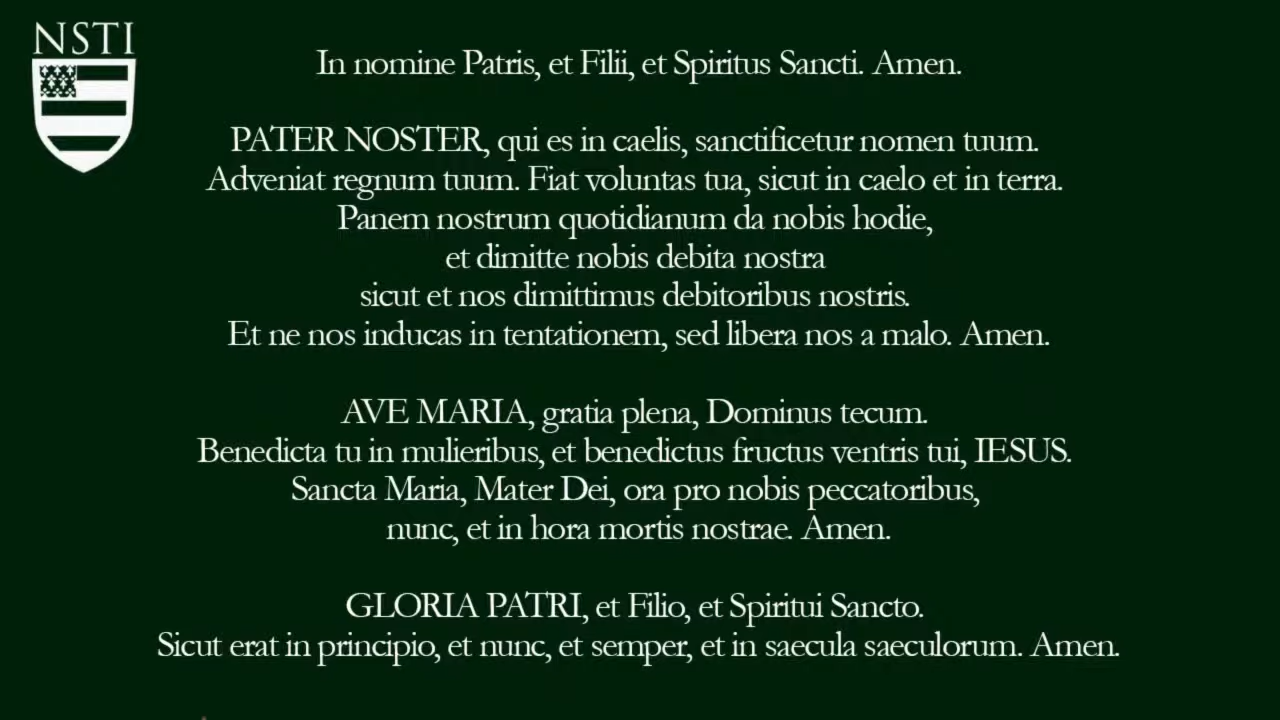 NSTI
In nomine Patris, et Filii, et Spiritus Sancti. Amen.
PATER NOSTER, qui es in caelis, sanctificetur nomen tuum.
Adveniat regnum tuum. Fiat voluntas tua, sicut in caelo et in terra.
Panem nostrum quotidianum da nobis hodie,
et dimitte nobis debita nostra
sicut et nos dimittimus debitoribus nostris.
Et ne nos inducas in tentationem, sed libera nos a malo. Amen.
AVE MARIA, gratia plena, Dominus tecum.
Benedicta tu in mulieribus, et benedictus fructus ventris tui, IESUS.
Sancta Maria, Mater Dei, ora pro nobis peccatoribus,
nunc, et in hora mortis nostrae. Amen.
GLORIA PATRI, et Filio, et Spiritui Sancto.
Sicut erat in principio, et nunc, et semper, et in saecula saeculorum. Amen.